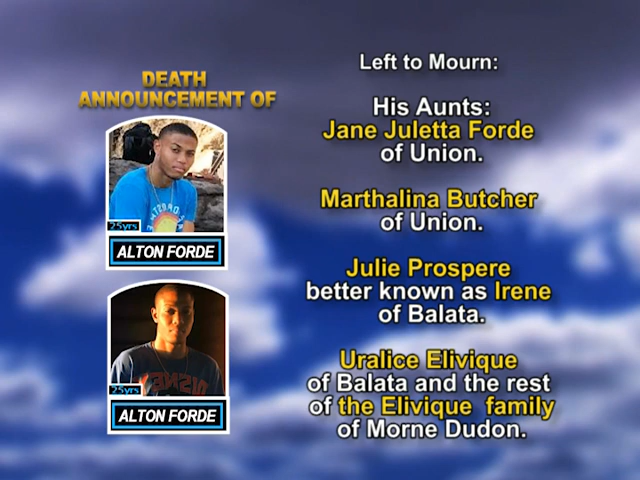 DEATH
ANNOUNCEMENT OF
25yrs
ALTON FORDE
25yrs
ALTON FORDE
Left to Mourn:
His Aunts:
Jane Juletta Forde
of Union.
Marthalina Butcher
of Union.
Julie Prospere
better known as Irene
of Balata.
Uralice Elivique
of Balata and the rest
of the Elivique family
of Morne Dudon.